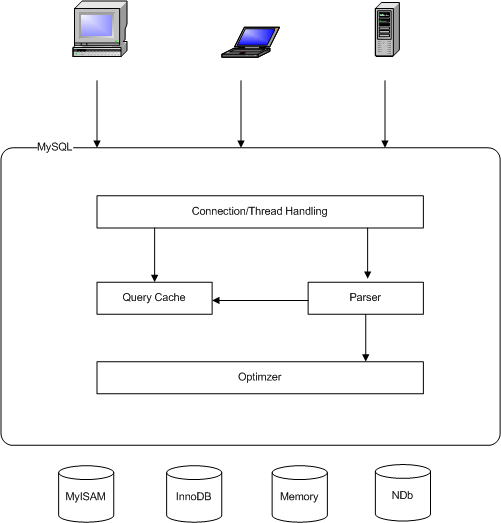 MySQL
Connection/Thread Handling
Query Cache
Parser
Optimzer
MyISAM
InnoDB
Memory
NDb